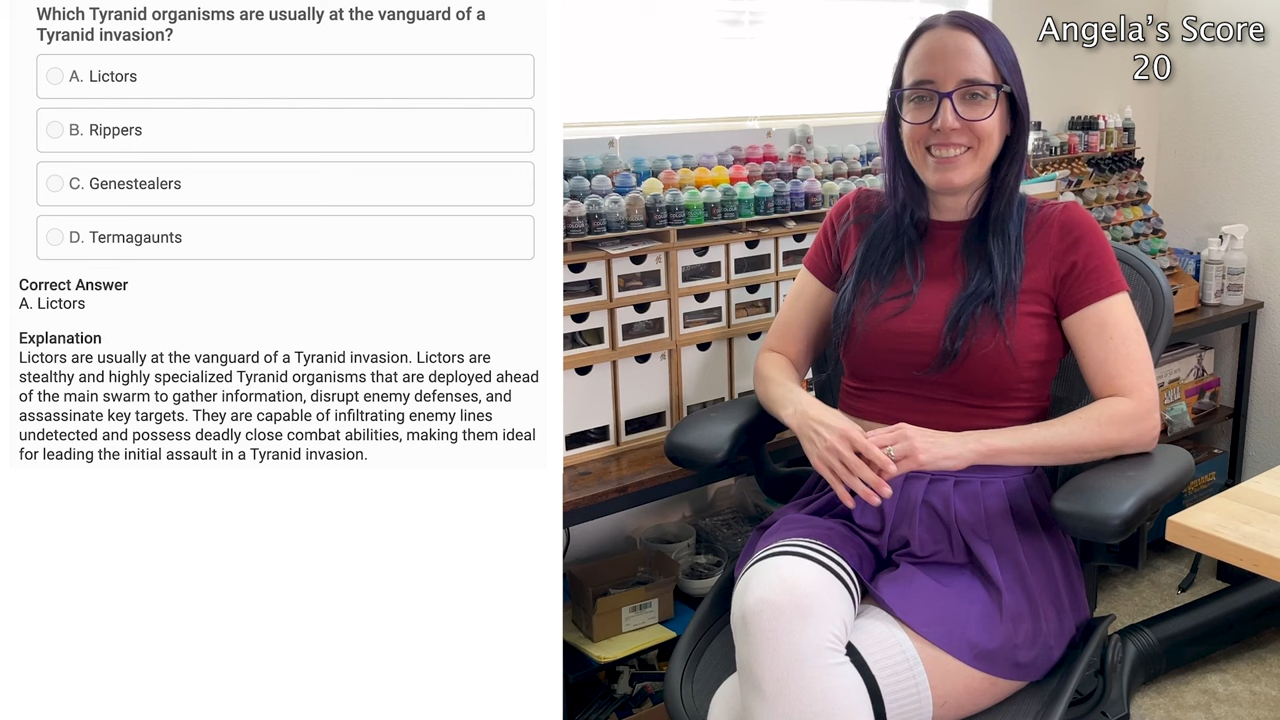 Which Tyranid organisms are usually at the vanguard of a
Tyranid invasion?
A. Lictors
B. Rippers
C. Genestealers
D. Termagaunts
Correct Answer
A. Lictors
Explanation
Lictors are usually at the vanguard of a Tyranid invasion. Lictors are
stealthy and highly specialized Tyranid organisms that are deployed ahead
of the main swarm to gather information, disrupt enemy defenses, and
assassinate key targets. They are capable of infiltrating enemy lines
undetected and possess deadly close combat abilities, making them ideal
for leading the initial assault in a Tyranid invasion.
Angela's Score
20